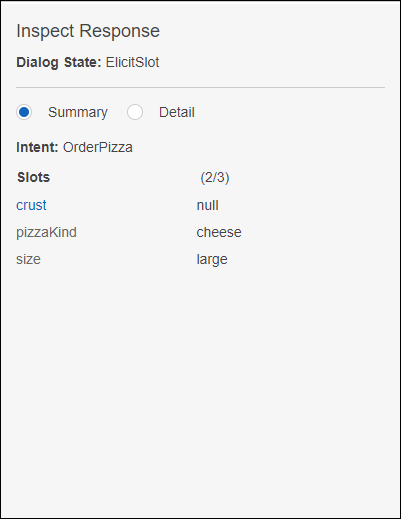 Inspect Response
Dialog State: ElicitSlot
Summary Detail
Intent: OrderPizza
Slots (2/3)
crust null
pizzaKind cheese
size large